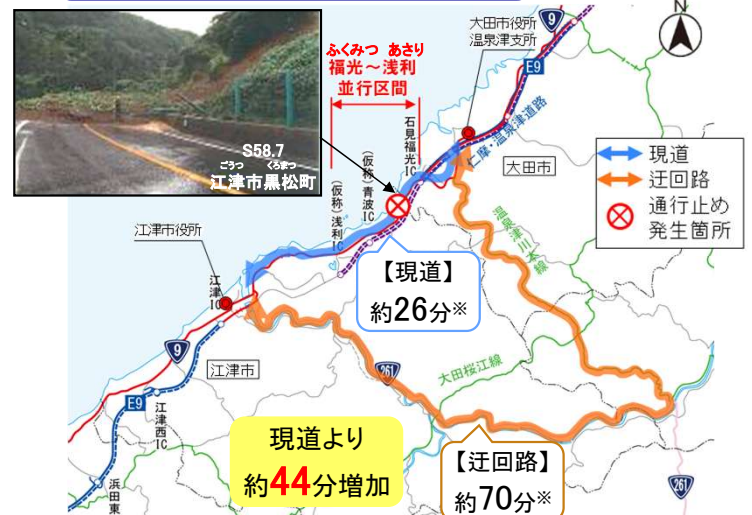 S58.7
ごうつ くろまつ
江津市黒松町
ふくみつ あさり
福光～浅利
並行区間
大田市役所
温泉津支所
9
N
E9
石見福光IC
仁摩・温泉津道路
大田市
現道
迂回路
通行止め
発生箇所
(仮称)青波IC
(仮称)浅利IC
江津市役所
江津IC
【現道】
約26分※
温泉津川本線
9
江津市
261
大田桜江線
E9
江津西IC
浜田東
現道より
約44分増加
【迂回路】
約70分※
261